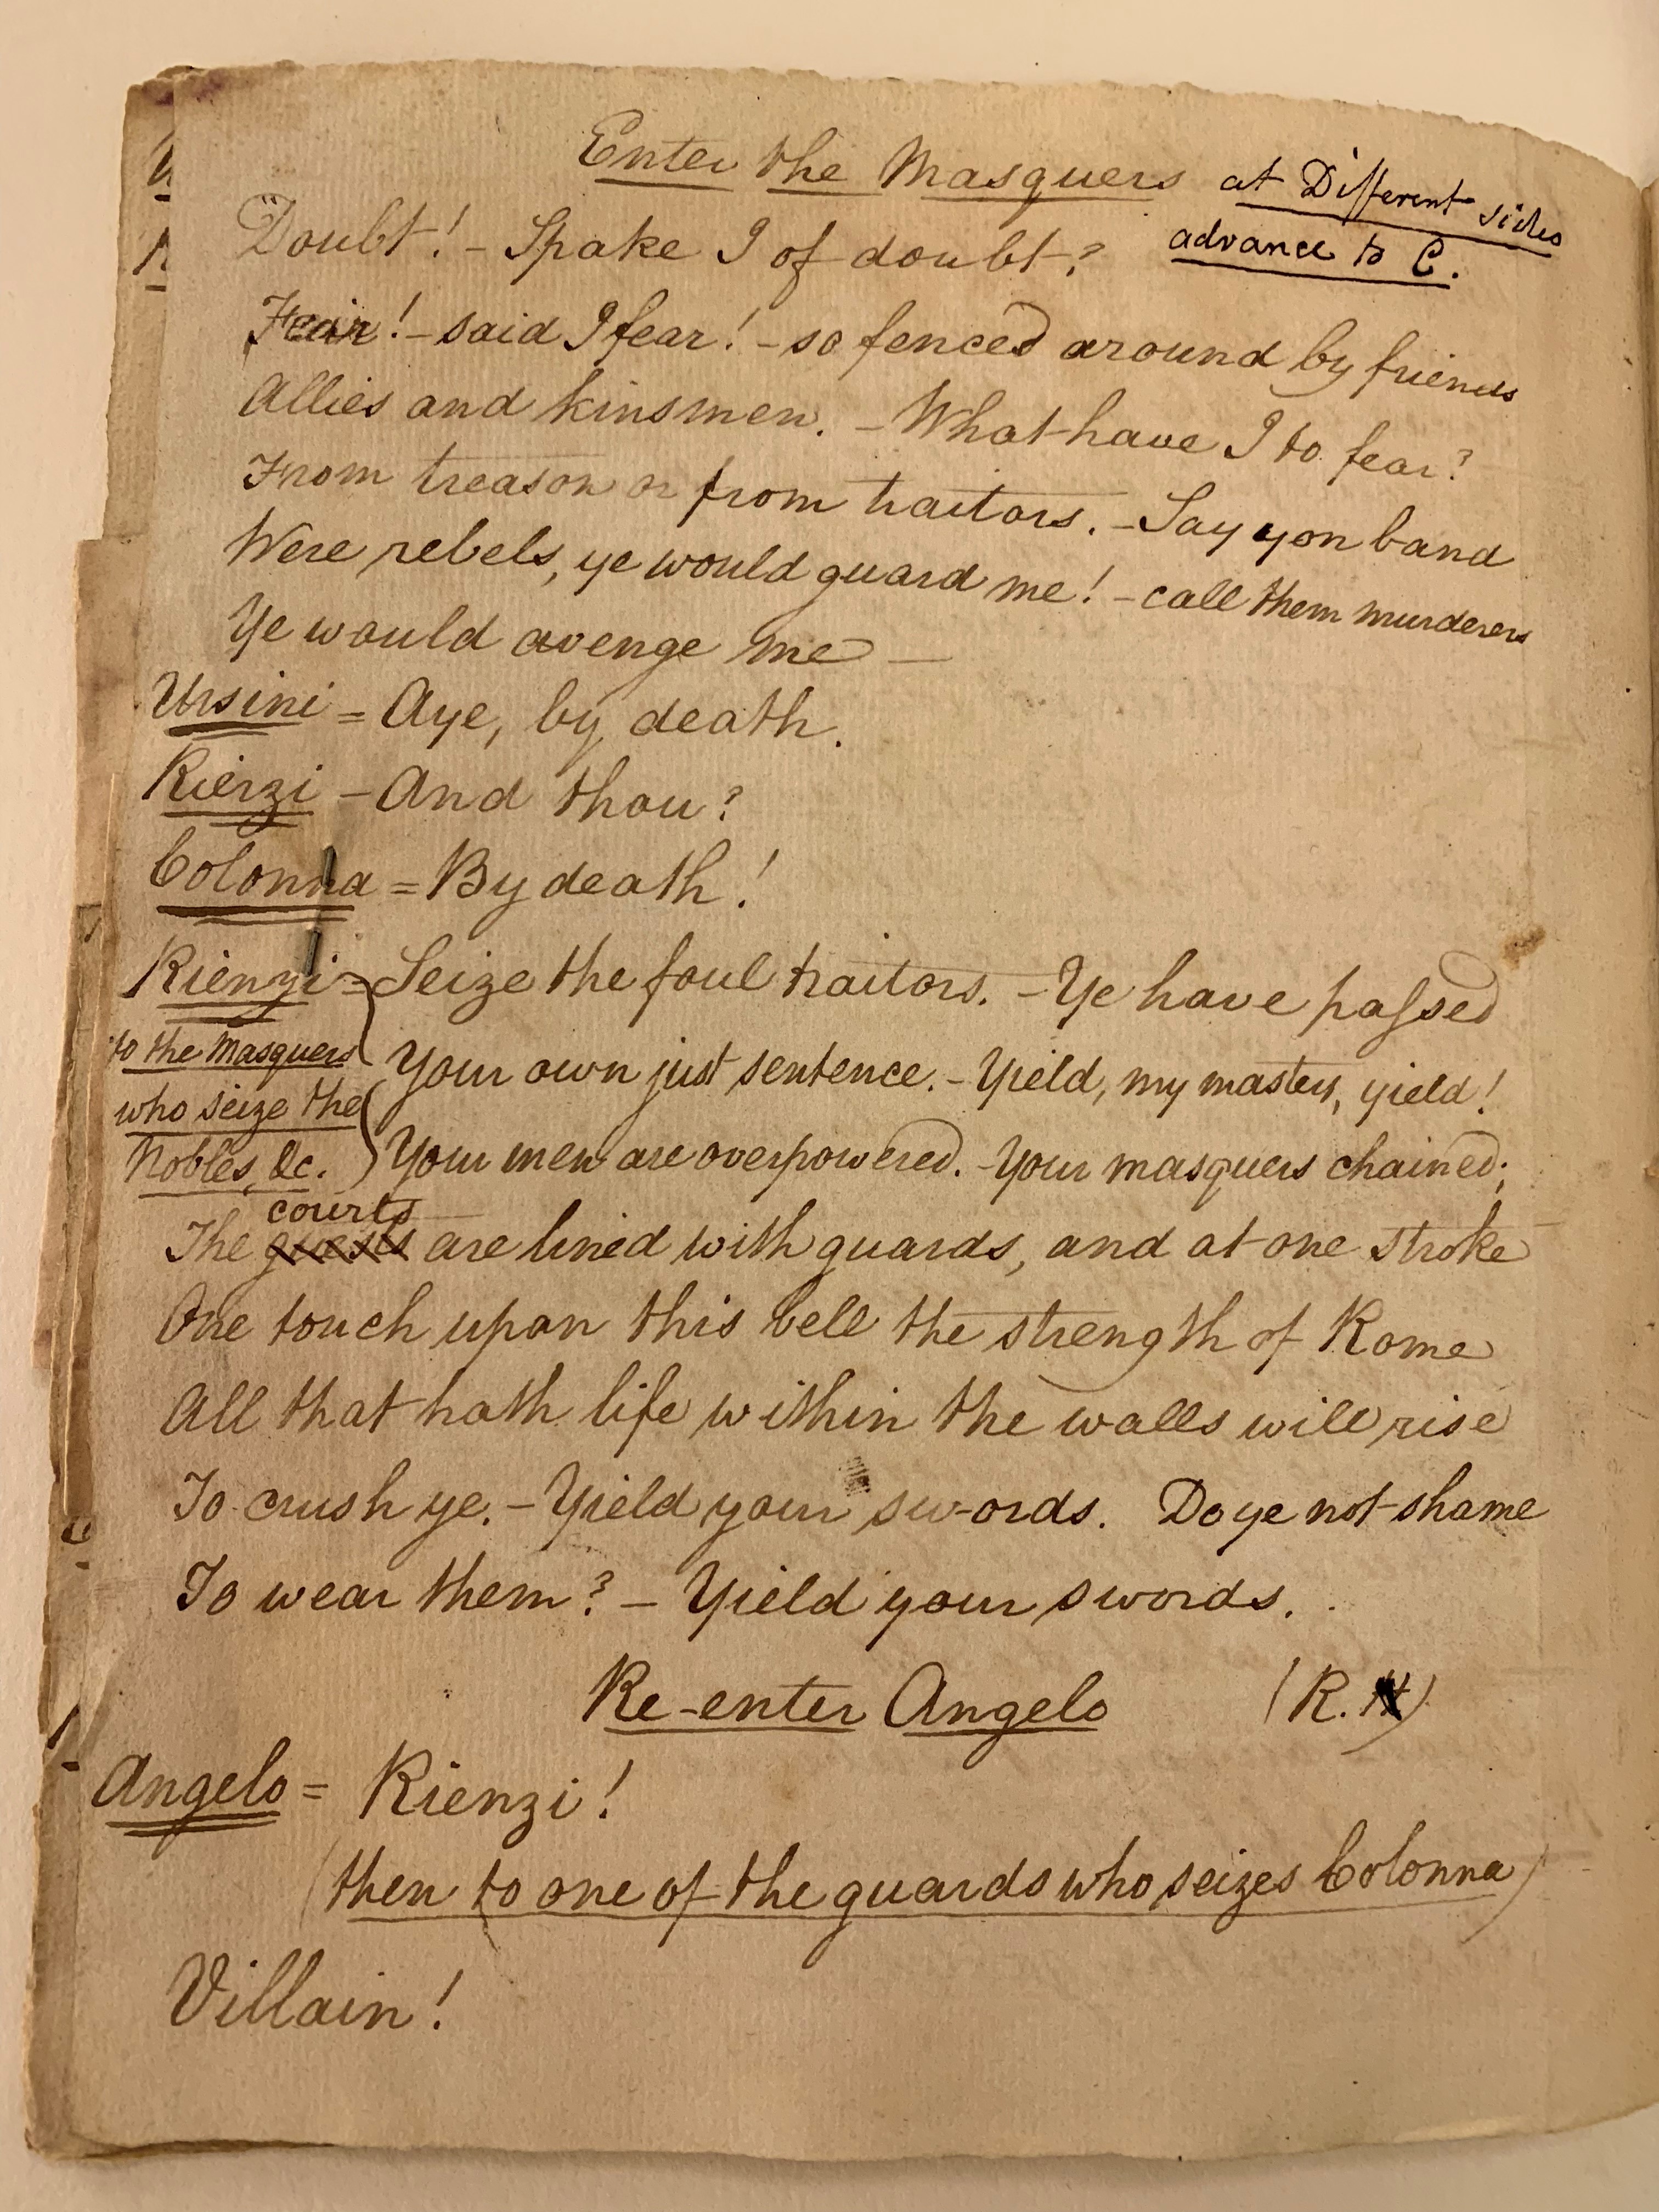 Enter the Masquers at Different sides
advance to C.
Doubt! - Spake I of doubt?
Fear! - said I fear! - so fenced around by friends
Allies and kinsmen. - What have I to fear?
From treason or from traitors. - Say yon band
Were rebels, ye would guard me! - call them murderers
Ye would avenge me —
Ursini = Aye, by death.
Rienzi - And thou?
Colonna = By death!
Rienzi = Seize the foul traitors. - Ye have passed
to the Masquers
Your own just sentence. - Yield, my masters, yield!
who seize the
Nobles, &c.
Your men are overpowered. - Your masquers chained;
courts
The guests are lined with guards, and at one stroke
One touch upon this bell the strength of Rome
All that hath life within the walls will rise
To crush ye. - Yield your sw-ords. Do ye not shame
To wear them? - Yield your swords.
Re-enter Angelo (R.)
Angelo = Rienzi!
(then to one of the guards who seizes Colonna)
Villain!